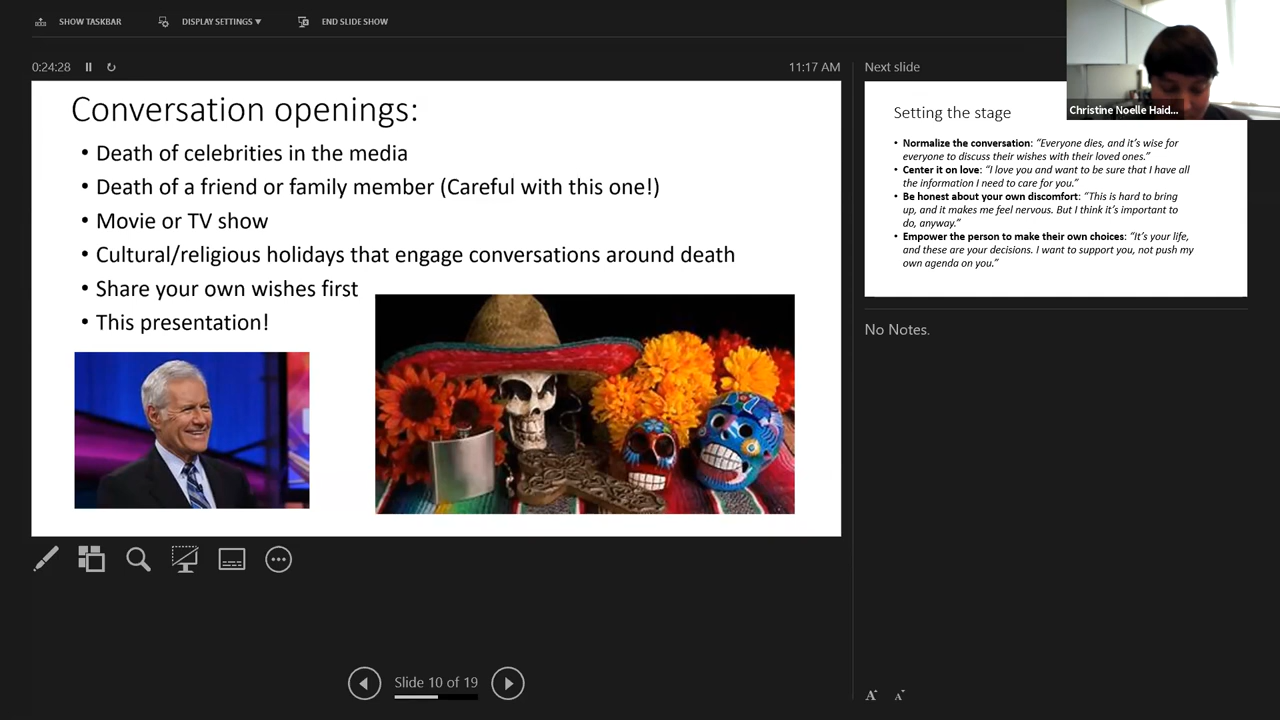 SHOW TASKBAR
DISPLAY SETTINGS ▼
END SLIDE SHOW
0:24:28
11:17 AM
Next slide
Conversation openings:
• Death of celebrities in the media
• Death of a friend or family member (Careful with this one!)
• Movie or TV show
• Cultural/religious holidays that engage conversations around death
• Share your own wishes first
• This presentation!
Christine Noelle Haid...
Setting the stage
• Normalize the conversation: “Everyone dies, and it’s wise for
everyone to discuss their wishes with their loved ones.”
• Center it on love: “I love you and want to be sure that I have all
the information I need to care for you.”
• Be honest about your own discomfort: “This is hard to bring
up, and it makes me feel nervous. But I think it’s important to
do, anyway.”
• Empower the person to make their own choices: “It’s your life,
and these are your decisions. I want to support you, not push my
own agenda on you.”
No Notes.
Slide 10 of 19
A A